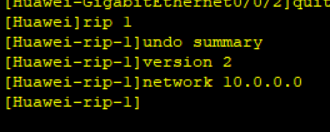 [Huawei-GigabitEthernet0/0/2]quit
[Huawei]rip 1
[Huawei-rip-1]undo summary
[Huawei-rip-1]version 2
[Huawei-rip-1]network 10.0.0.0
[Huawei-rip-1]